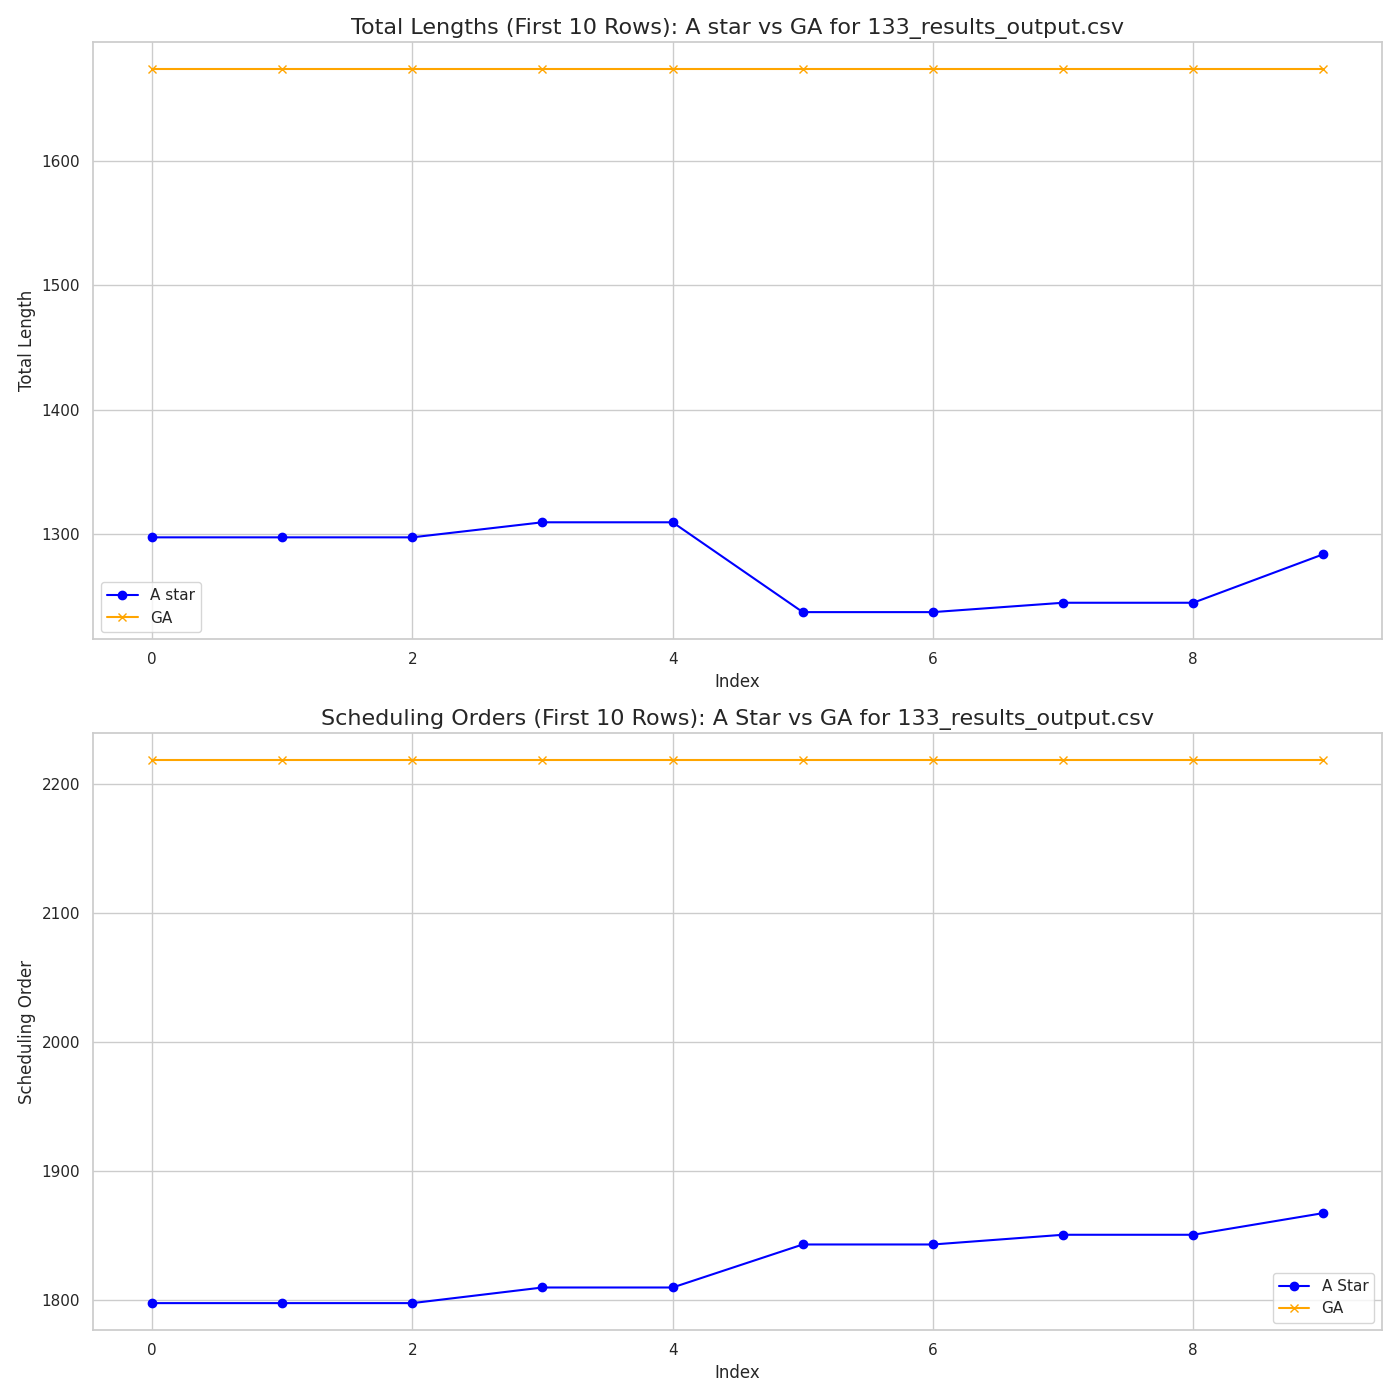 Total Lengths (First 10 Rows): A star vs GA for 133_results_output.csv
1600
1500
1400
1300
Total Length
A star
GA
0 2 4 6 8
Index
Scheduling Orders (First 10 Rows): A Star vs GA for 133_results_output.csv
2200
2100
2000
1900
1800
Scheduling Order
A Star
GA
0 2 4 6 8
Index